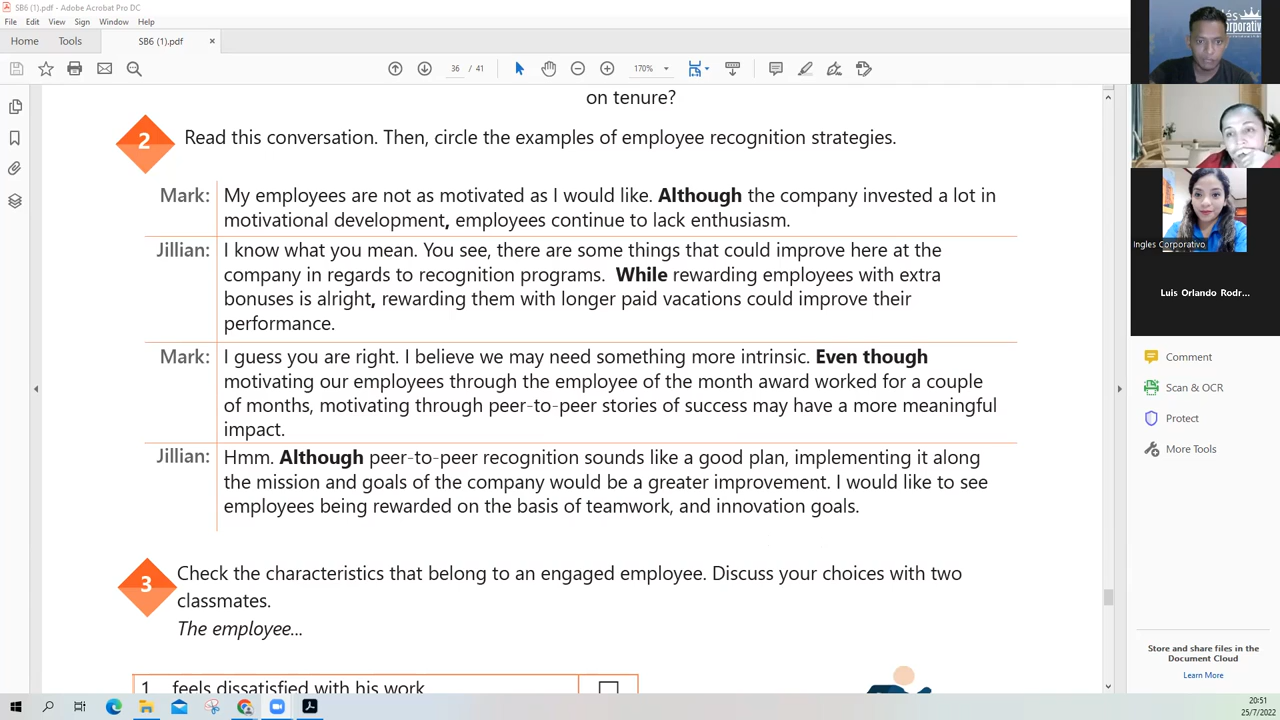 SB6 (1).pdf - Adobe Acrobat Pro DC
File Edit View Sign Window Help
Home Tools SB6 (1).pdf ×
36 / 41 170%
on tenure?
2 Read this conversation. Then, circle the examples of employee recognition strategies.
Mark: My employees are not as motivated as I would like. Although the company invested a lot in
motivational development, employees continue to lack enthusiasm.
Jillian: I know what you mean. You see, there are some things that could improve here at the
company in regards to recognition programs. While rewarding employees with extra
bonuses is alright, rewarding them with longer paid vacations could improve their
performance.
Mark: I guess you are right. I believe we may need something more intrinsic. Even though
motivating our employees through the employee of the month award worked for a couple
of months, motivating through peer-to-peer stories of success may have a more meaningful
impact.
Jillian: Hmm. Although peer-to-peer recognition sounds like a good plan, implementing it along
the mission and goals of the company would be a greater improvement. I would like to see
employees being rewarded on the basis of teamwork, and innovation goals.
3 Check the characteristics that belong to an engaged employee. Discuss your choices with two
classmates.
The employee...
1 feels dissatisfied with his work
Ingles Corporativo
Luis Orlando Rodr...
Comment
Scan & OCR
Protect
More Tools
Store and share files in the
Document Cloud
Learn More
20:51
25/7/2022